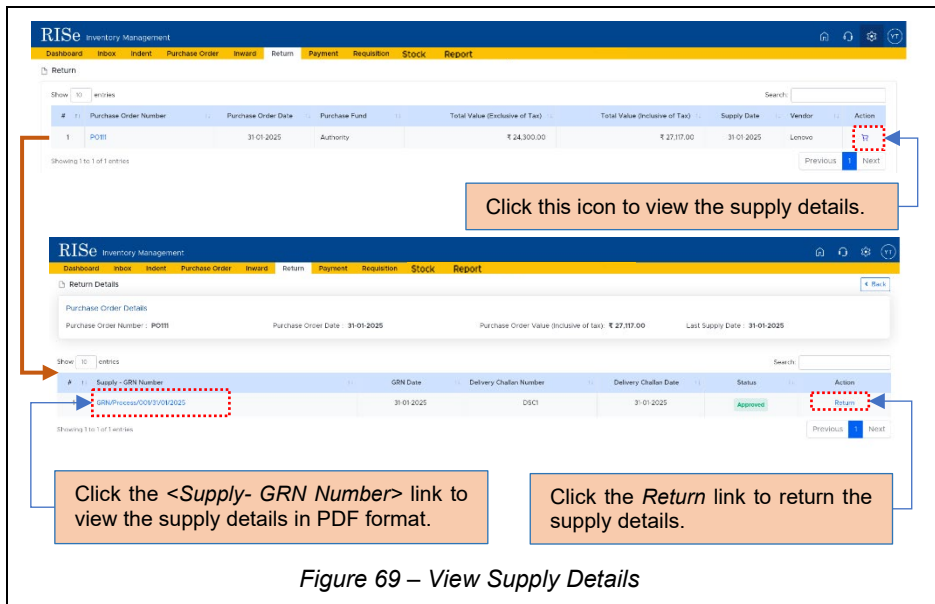 RISe Inventory Management
YT
Dashboard Inbox Indent Purchase Order Inward Return Payment Requisition Stock Report
Return
Show 10 entries
Search:
# Purchase Order Number Purchase Order Date Purchase Fund Total Value (Exclusive of Tax) Total Value (Inclusive of Tax) Supply Date Vendor Action
1 PO111 31-01-2025 Authority ₹ 24,300.00 ₹ 27,117.00 31-01-2025 Lenovo
Showing 1 to 1 of 1 entries
Previous 1 Next
Click this icon to view the supply details.
RISe Inventory Management
YT
Dashboard Inbox Indent Purchase Order Inward Return Payment Requisition Stock Report
Return Details
Back
Purchase Order Details
Purchase Order Number : PO111 Purchase Order Date : 31-01-2025 Purchase Order Value (Inclusive of tax): ₹ 27,117.00 Last Supply Date : 31-01-2025
Show 10 entries
Search:
# Supply - GRN Number GRN Date Delivery Challan Number Delivery Challan Date Status Action
1 GRN/Process/001/31/01/2025 31-01-2025 DSC1 31-01-2025 Approved Return
Showing 1 to 1 of 1 entries
Previous 1 Next
Click the <Supply- GRN Number> link to
view the supply details in PDF format.
Click the Return link to return the
supply details.
Figure 69 – View Supply Details